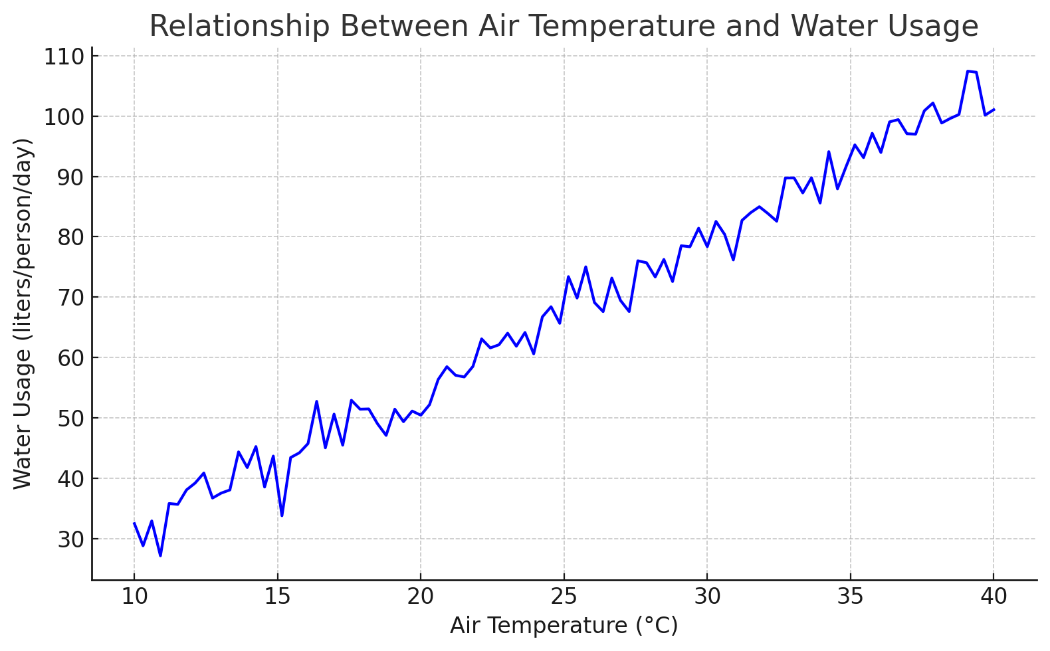 Relationship Between Air Temperature and Water Usage
Water Usage (liters/person/day)
110
100
90
80
70
60
50
40
30
10 15 20 25 30 35 40
Air Temperature (°C)